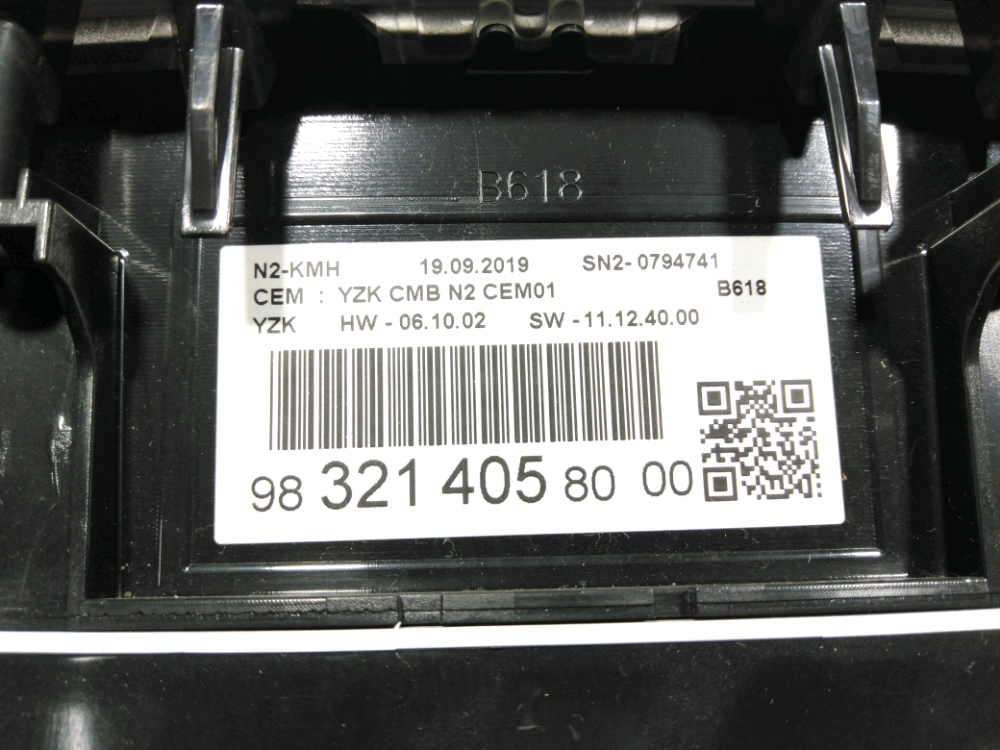 B618
N2-KMH 19.09.2019 SN2- 0794741
CEM : YZK CMB N2 CEM01 B618
YZK HW - 06.10.02 SW - 11.12.40.00
98 321 405 80 00